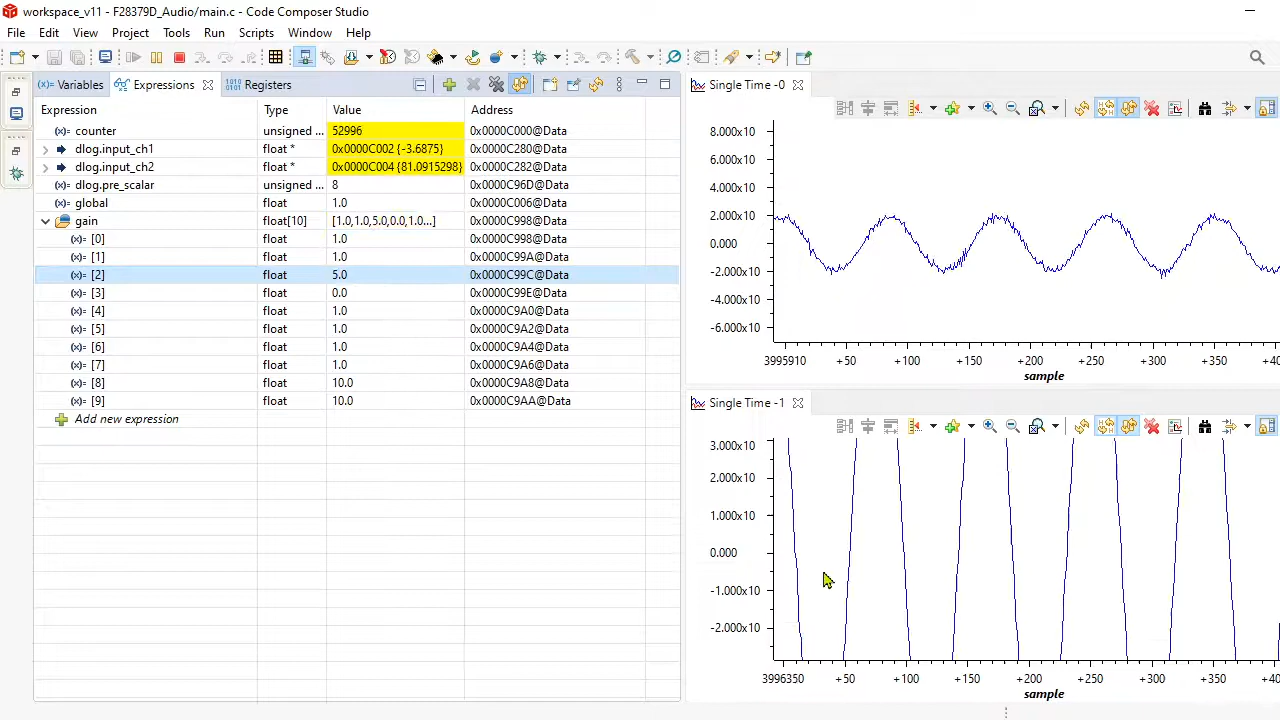 workspace_v11 - F28379D_Audio/main.c - Code Composer Studio
File Edit View Project Tools Run Scripts Window Help
(x)= Variables Expressions Registers
Expression Type Value Address
(x)= counter unsigned ... 52996 0x0000C000@Data
dlog.input_ch1 float * 0x0000C002 {-3.6875} 0x0000C280@Data
dlog.input_ch2 float * 0x0000C004 {81.0915298} 0x0000C282@Data
(x)= dlog.pre_scalar unsigned ... 8 0x0000C96D@Data
(x)= global float 1.0 0x0000C006@Data
gain float[10] [1.0,1.0,5.0,0.0,1.0...] 0x0000C998@Data
(x)= [0] float 1.0 0x0000C998@Data
(x)= [1] float 1.0 0x0000C99A@Data
(x)= [2] float 5.0 0x0000C99C@Data
(x)= [3] float 0.0 0x0000C99E@Data
(x)= [4] float 1.0 0x0000C9A0@Data
(x)= [5] float 1.0 0x0000C9A2@Data
(x)= [6] float 1.0 0x0000C9A4@Data
(x)= [7] float 1.0 0x0000C9A6@Data
(x)= [8] float 10.0 0x0000C9A8@Data
(x)= [9] float 10.0 0x0000C9AA@Data
Add new expression
Single Time -0
8.000x10
6.000x10
4.000x10
2.000x10
0.000
-2.000x10
-4.000x10
-6.000x10
3995910 +50 +100 +150 +200 +250 +300 +350 +40
sample
Single Time -1
3.000x10
2.000x10
1.000x10
0.000
-1.000x10
-2.000x10
3996350 +50 +100 +150 +200 +250 +300 +350 +40
sample